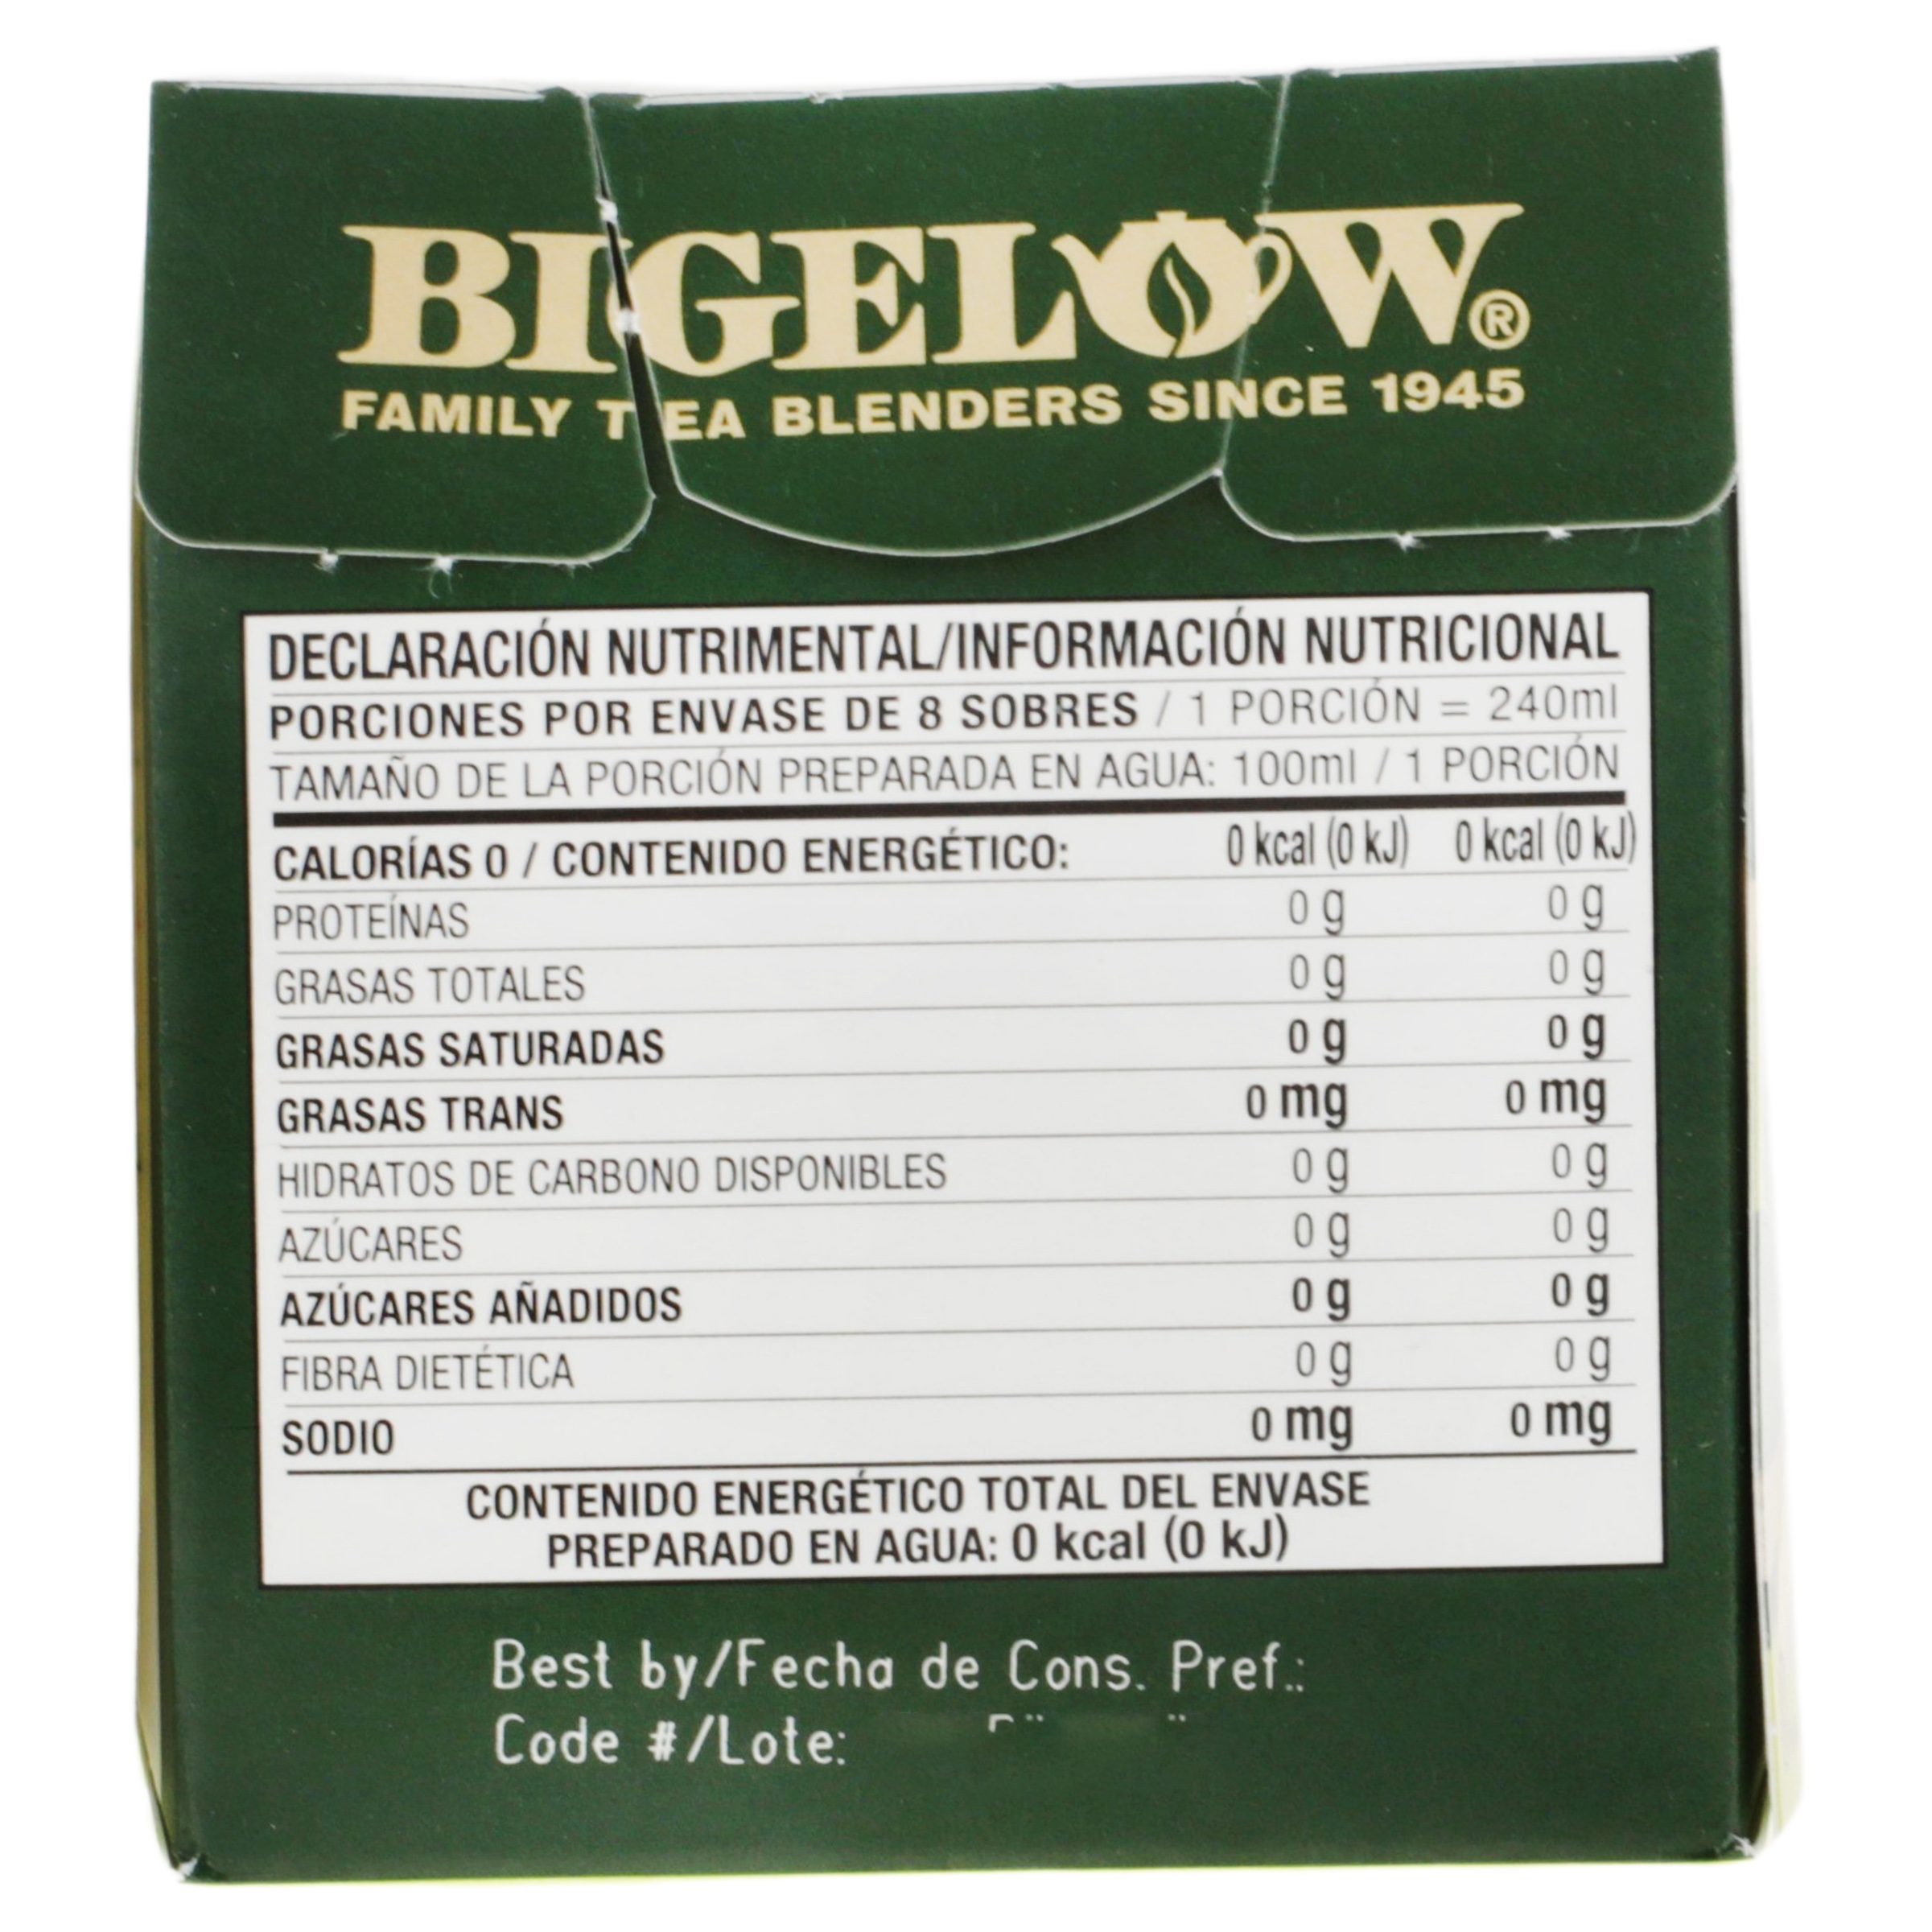 BIGELOW®
FAMILY TEA BLENDERS SINCE 1945
DECLARACIÓN NUTRIMENTAL/INFORMACIÓN NUTRICIONAL
PORCIONES POR ENVASE DE 8 SOBRES / 1 PORCIÓN = 240ml
TAMAÑO DE LA PORCIÓN PREPARADA EN AGUA: 100ml / 1 PORCIÓN
CALORÍAS 0 / CONTENIDO ENERGÉTICO: 0 kcal (0 kJ) 0 kcal (0 kJ)
PROTEÍNAS 0 g 0 g
GRASAS TOTALES 0 g 0 g
GRASAS SATURADAS 0 g 0 g
GRASAS TRANS 0 mg 0 mg
HIDRATOS DE CARBONO DISPONIBLES 0 g 0 g
AZÚCARES 0 g 0 g
AZÚCARES AÑADIDOS 0 g 0 g
FIBRA DIETÉTICA 0 g 0 g
SODIO 0 mg 0 mg
CONTENIDO ENERGÉTICO TOTAL DEL ENVASE
PREPARADO EN AGUA: 0 kcal (0 kJ)
Best by/Fecha de Cons. Pref.:
Code #/Lote: